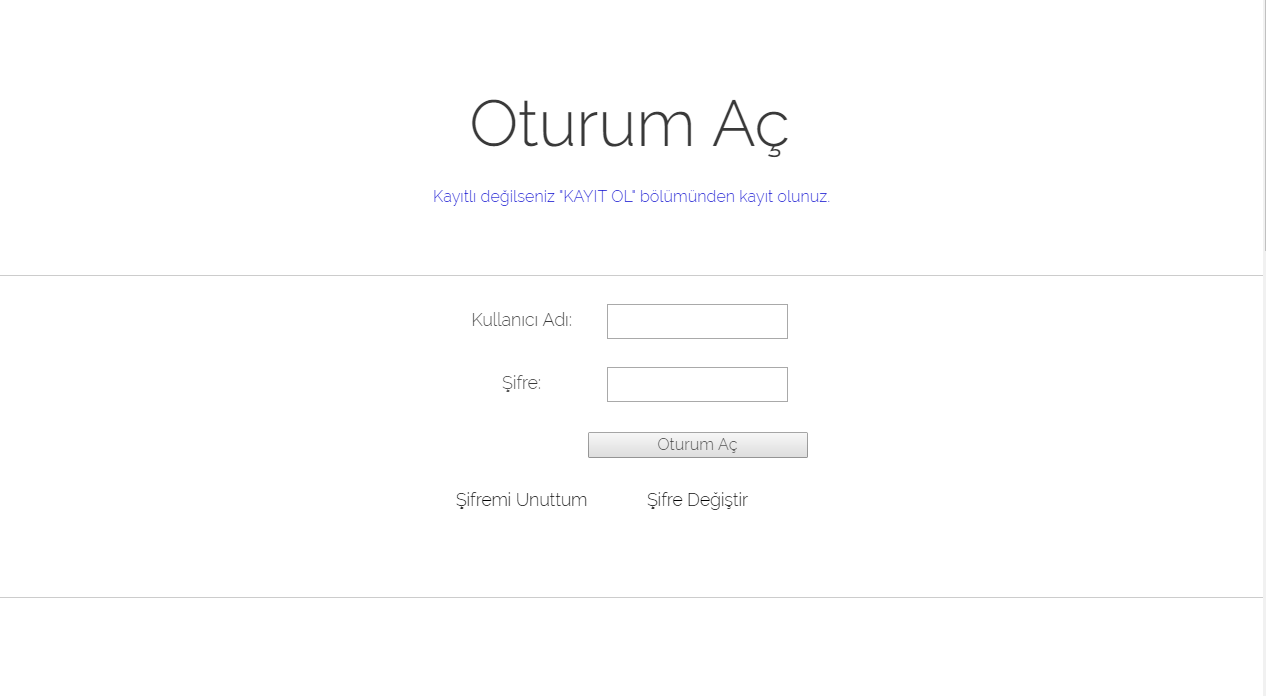 Oturum Aç
Kayıtlı değilseniz "KAYIT OL" bölümünden kayıt olunuz.
Kullanıcı Adı:
Şifre:
Oturum Aç
Şifremi Unuttum Şifre Değiştir